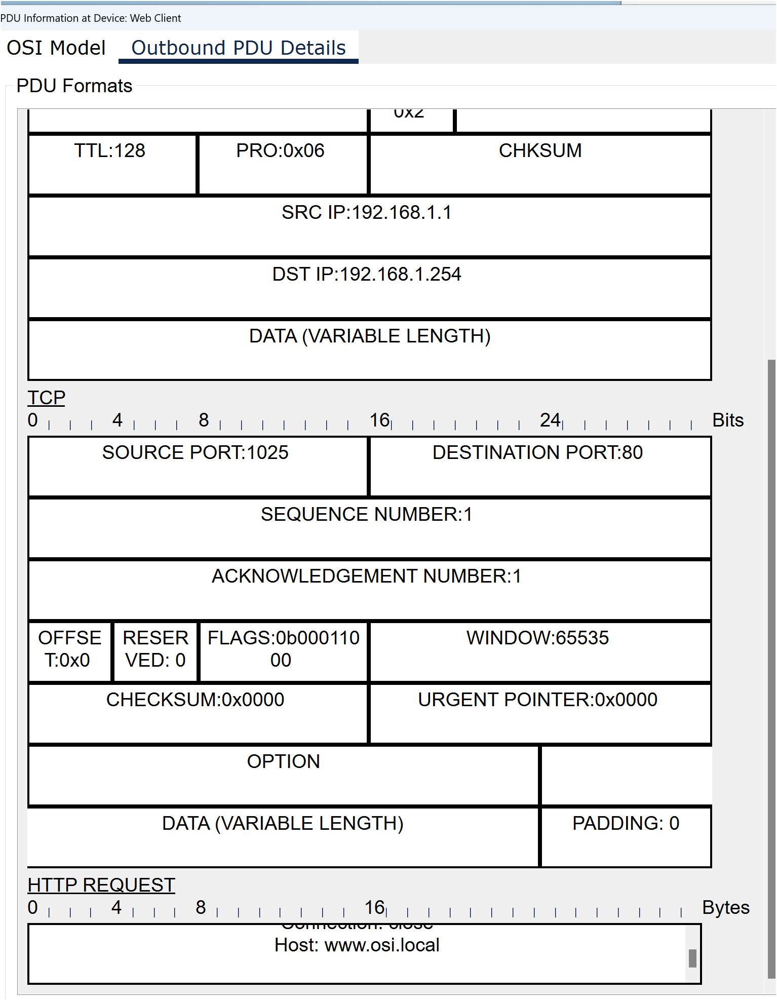 PDU Information at Device: Web Client
OSI Model Outbound PDU Details
PDU Formats
0x2
TTL:128 PRO:0x06 CHKSUM
SRC IP:192.168.1.1
DST IP:192.168.1.254
DATA (VARIABLE LENGTH)
TCP
0 4 8 16 24 Bits
SOURCE PORT:1025 DESTINATION PORT:80
SEQUENCE NUMBER:1
ACKNOWLEDGEMENT NUMBER:1
OFFSE RESER FLAGS:0b000110 WINDOW:65535
T:0x0 VED: 0 00
CHECKSUM:0x0000 URGENT POINTER:0x0000
OPTION
DATA (VARIABLE LENGTH) PADDING: 0
HTTP REQUEST
0 4 8 16 Bytes
Connection: close
Host: www.osi.local